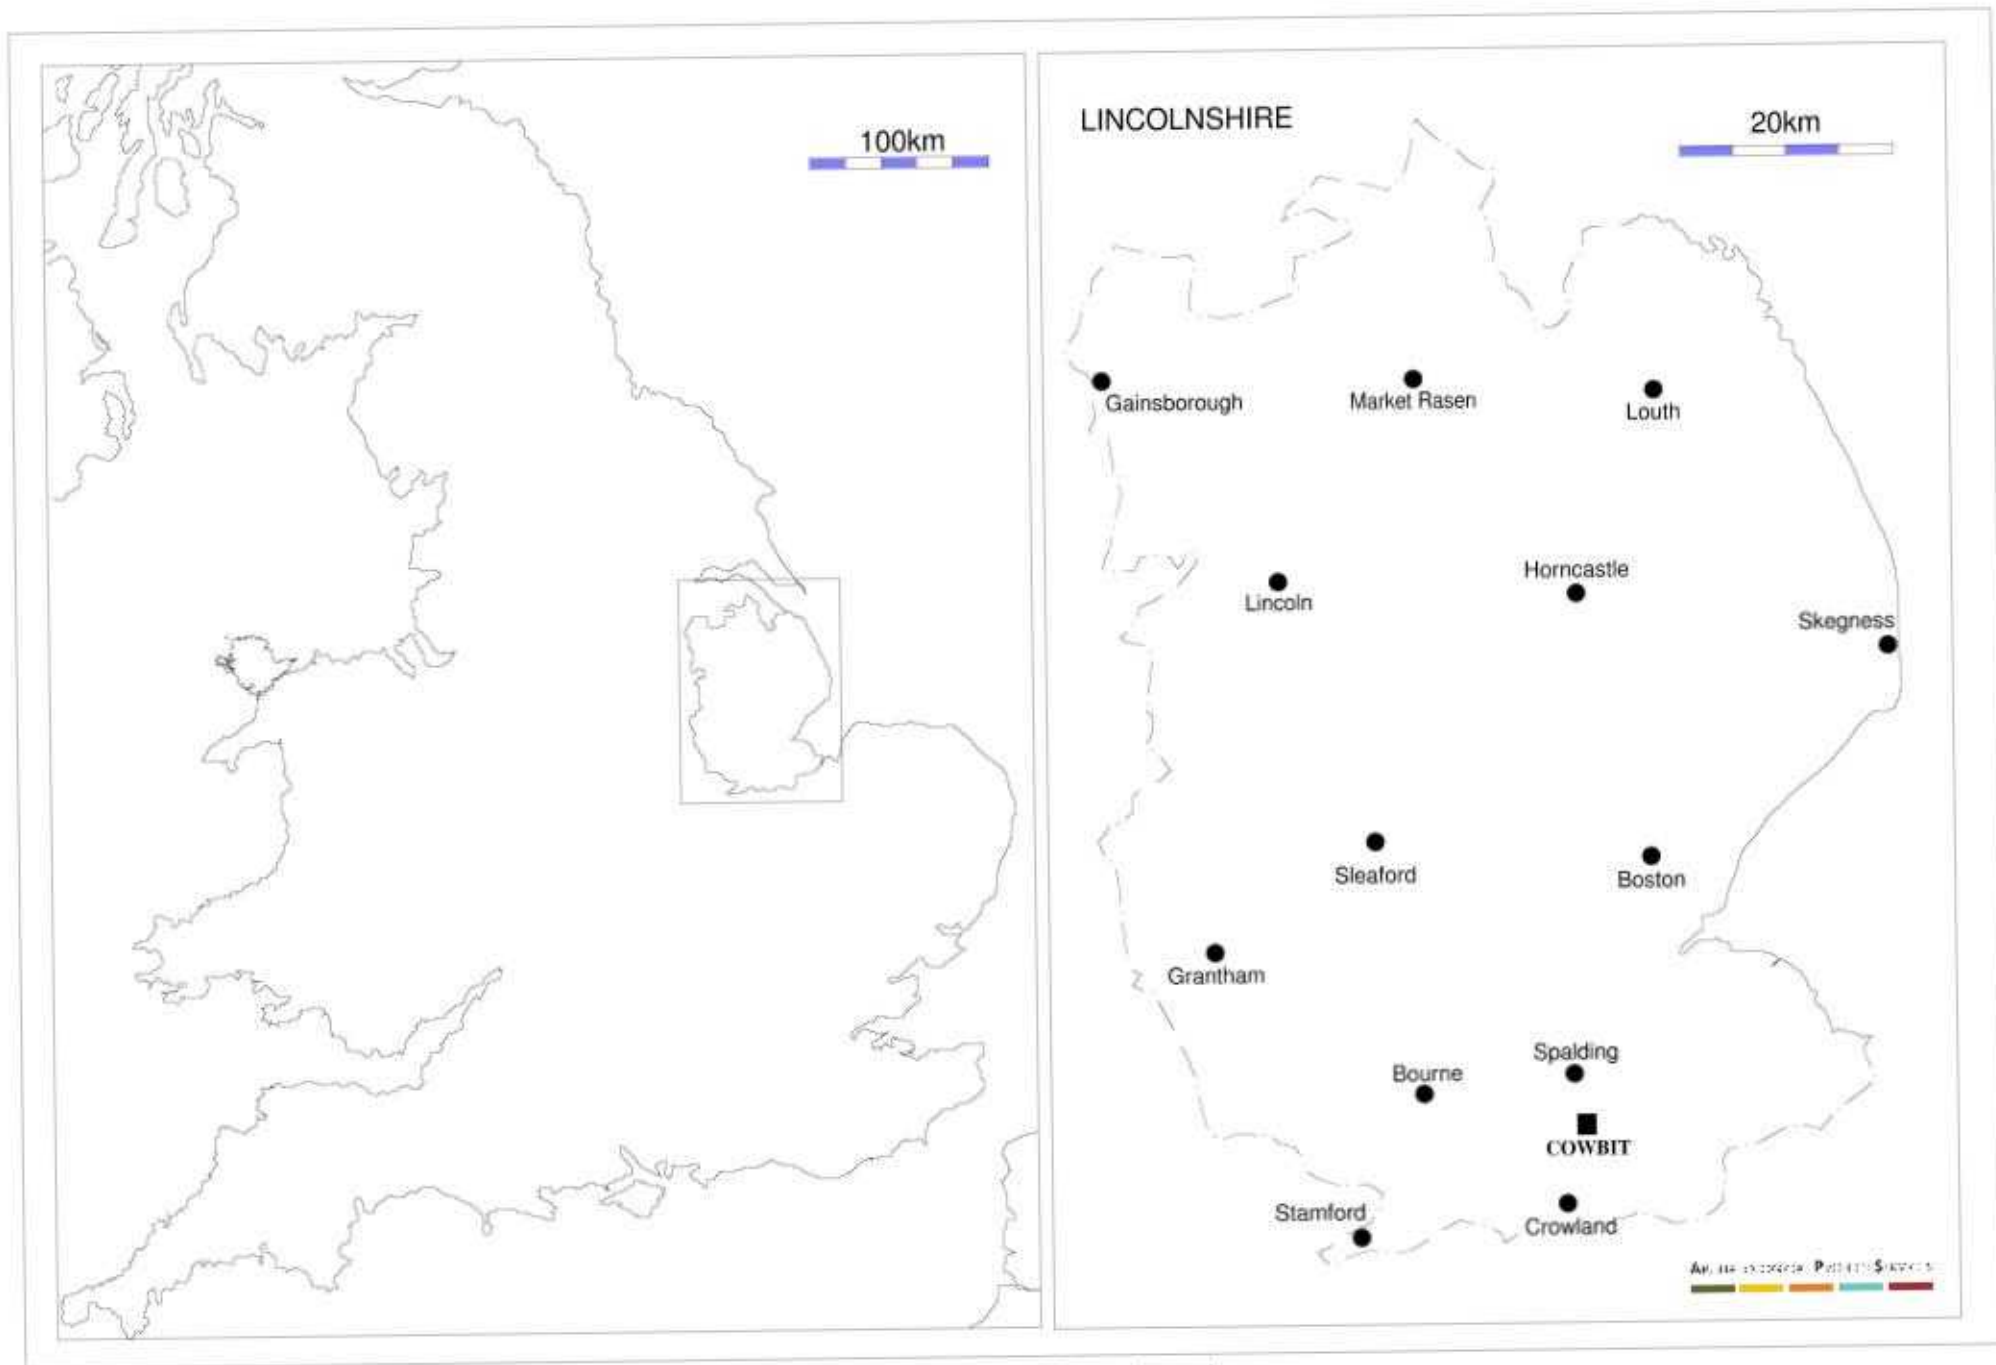 100km
LINCOLNSHIRE
20km
Gainsborough
Market Rasen
Louth
Lincoln
Horncastle
Skegness
Sleaford
Boston
Grantham
Spalding
Bourne
COWBIT
Stamford
Crowland